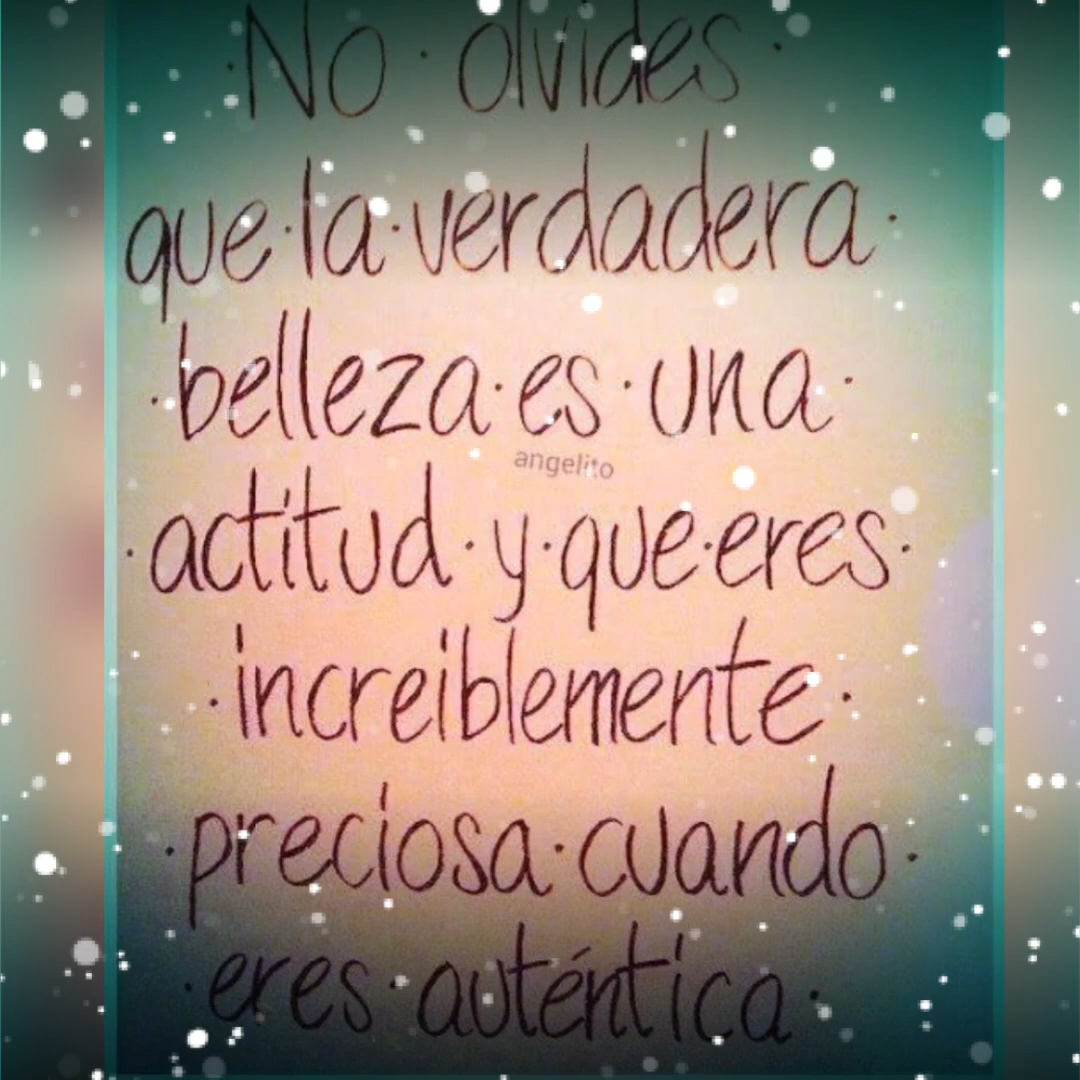 ·No·olvides·
que·la·verdadera·
·belleza·es·una·
angelito
·actitud·y·que·eres·
·increiblemente·
·preciosa·cuando·
·eres·auténtica·